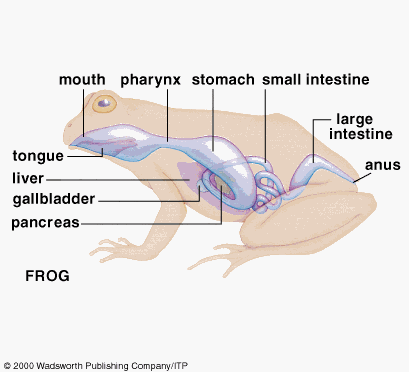 mouth pharynx stomach small intestine
large
intestine
anus
tongue
liver
gallbladder
pancreas
FROG
© 2000 Wadsworth Publishing Company/ITP